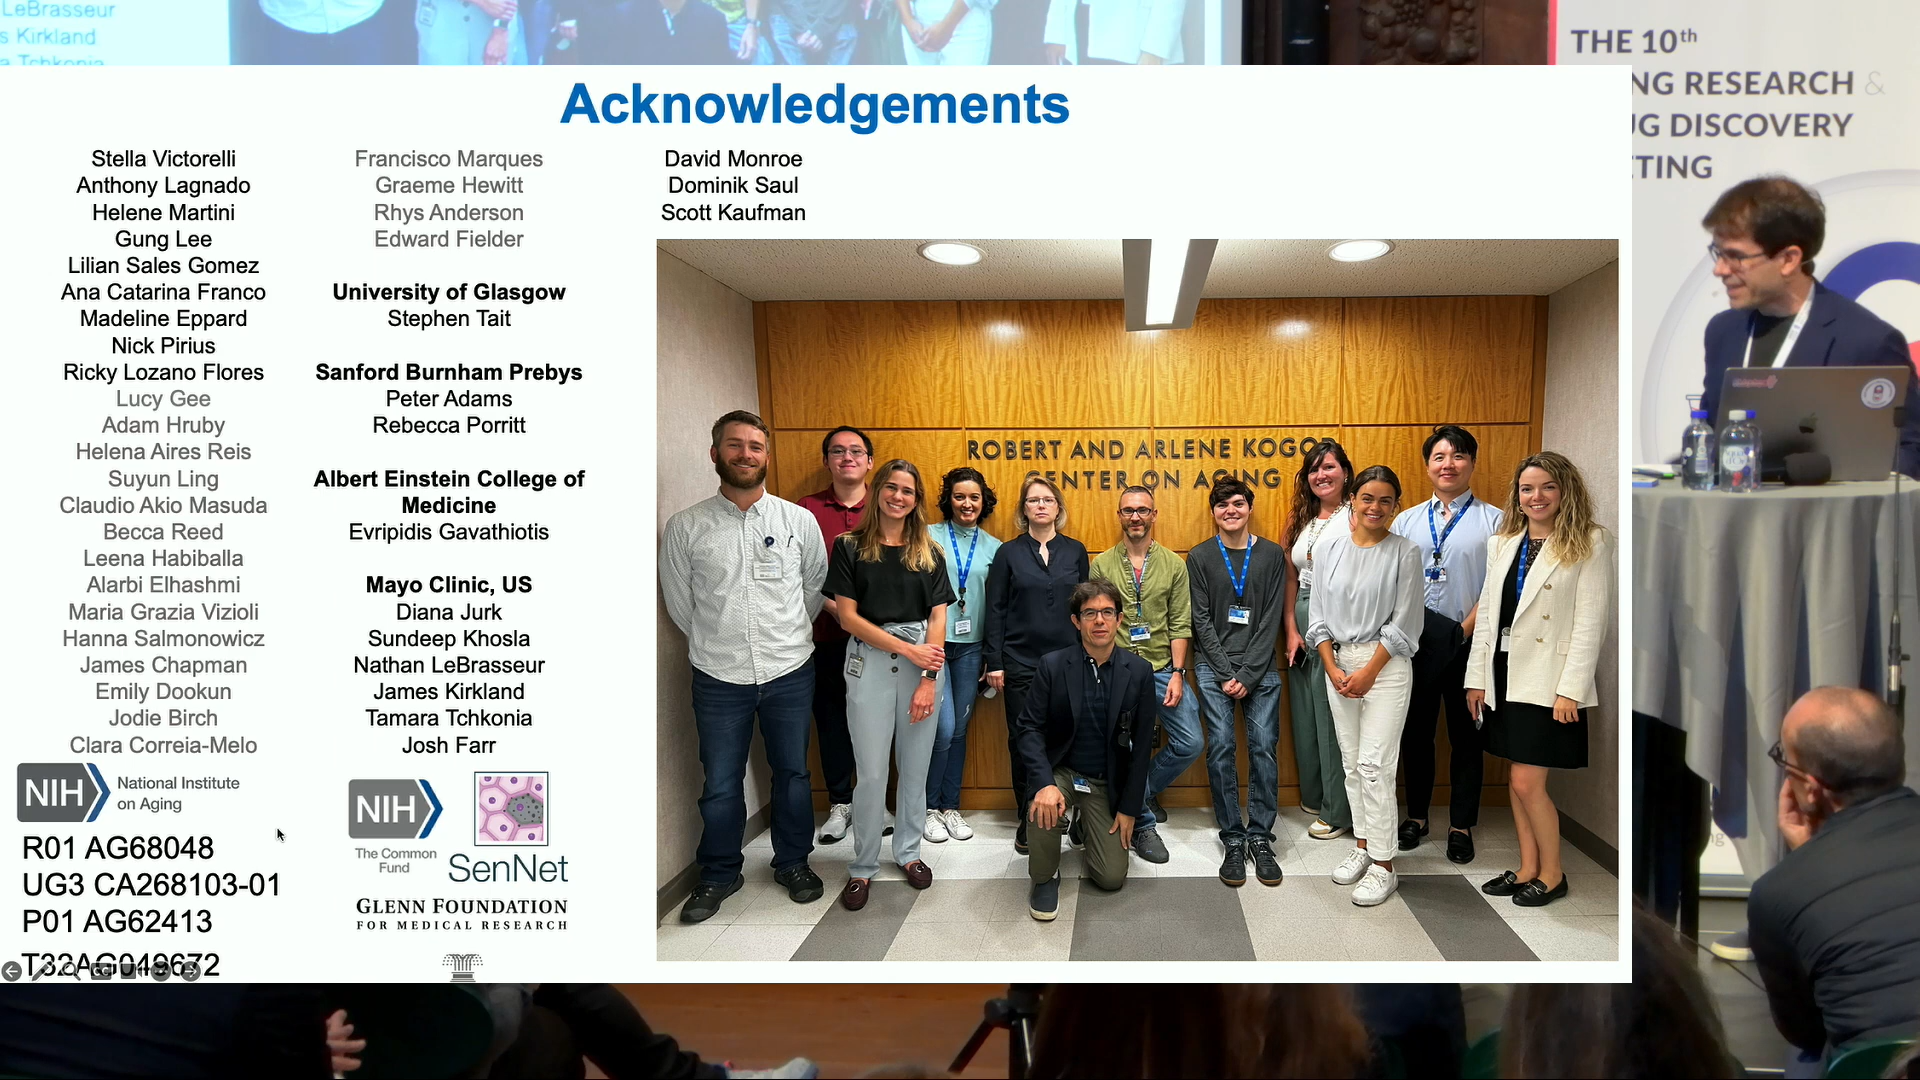 LeBrasseur
s Kirkland
a Tchkonia
Acknowledgements
Stella Victorelli
Anthony Lagnado
Helene Martini
Gung Lee
Lilian Sales Gomez
Ana Catarina Franco
Madeline Eppard
Nick Pirius
Ricky Lozano Flores
Lucy Gee
Adam Hruby
Helena Aires Reis
Suyun Ling
Claudio Akio Masuda
Becca Reed
Leena Habiballa
Alarbi Elhashmi
Maria Grazia Vizioli
Hanna Salmonowicz
James Chapman
Emily Dookun
Jodie Birch
Clara Correia-Melo
NIH National Institute
on Aging
R01 AG68048
UG3 CA268103-01
P01 AG62413
T32AG049672
Francisco Marques
Graeme Hewitt
Rhys Anderson
Edward Fielder
University of Glasgow
Stephen Tait
Sanford Burnham Prebys
Peter Adams
Rebecca Porritt
Albert Einstein College of
Medicine
Evripidis Gavathiotis
Mayo Clinic, US
Diana Jurk
Sundeep Khosla
Nathan LeBrasseur
James Kirkland
Tamara Tchkonia
Josh Farr
NIH
The Common
Fund
SenNet
GLENN FOUNDATION
FOR MEDICAL RESEARCH
David Monroe
Dominik Saul
Scott Kaufman
ROBERT AND ARLENE KOGOD
CENTER ON AGING
THE 10th
NG RESEARCH &
UG DISCOVERY
ETING